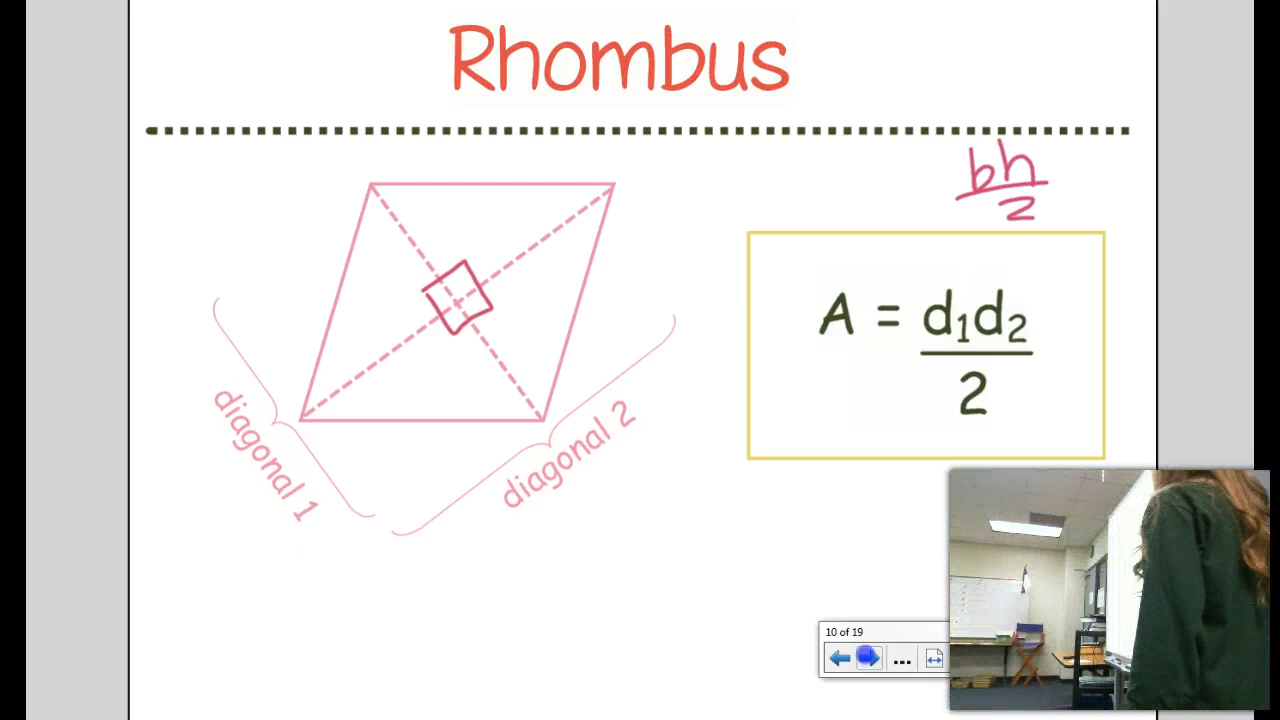 Rhombus
bh
2
A = d₁d₂
2
diagonal 1
diagonal 2
10 of 19
...